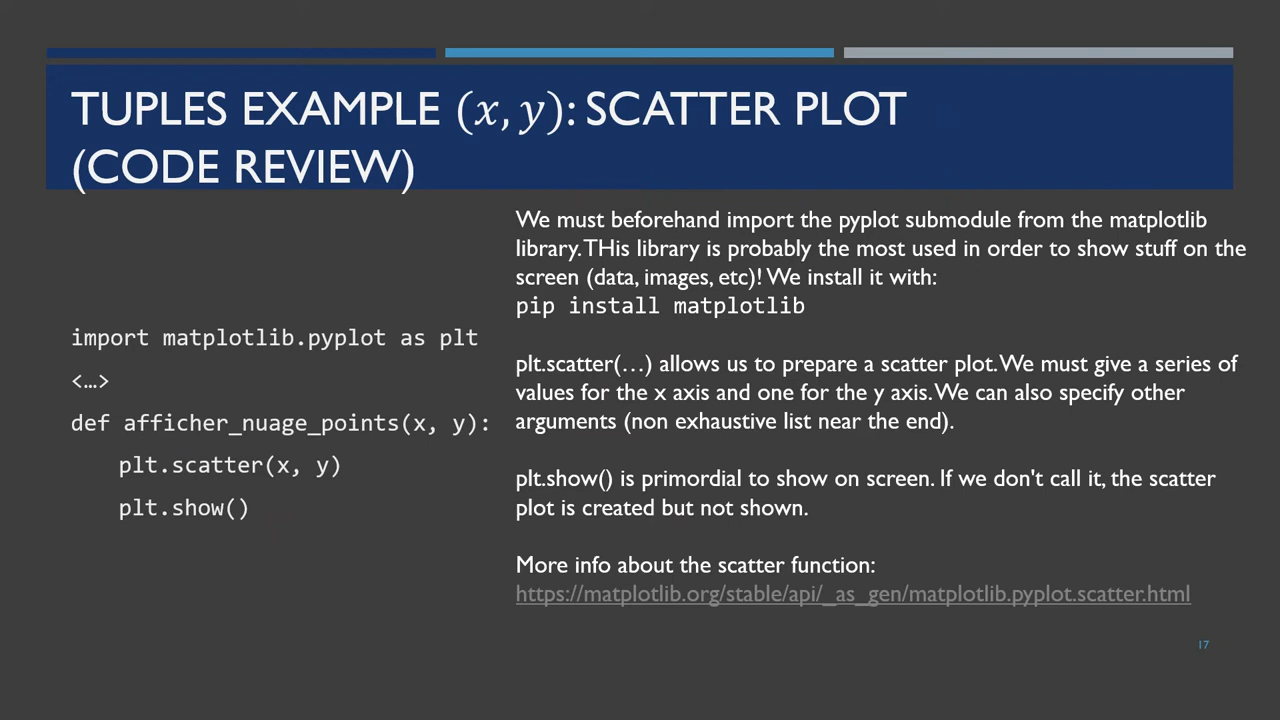 TUPLES EXAMPLE (x, y): SCATTER PLOT
(CODE REVIEW)
import matplotlib.pyplot as plt
<…>
def afficher_nuage_points(x, y):
plt.scatter(x, y)
plt.show()
We must beforehand import the pyplot submodule from the matplotlib
library. THis library is probably the most used in order to show stuff on the
screen (data, images, etc)! We install it with:
pip install matplotlib
plt.scatter(…) allows us to prepare a scatter plot. We must give a series of
values for the x axis and one for the y axis. We can also specify other
arguments (non exhaustive list near the end).
plt.show() is primordial to show on screen. If we don't call it, the scatter
plot is created but not shown.
More info about the scatter function:
https://matplotlib.org/stable/api/_as_gen/matplotlib.pyplot.scatter.html
17